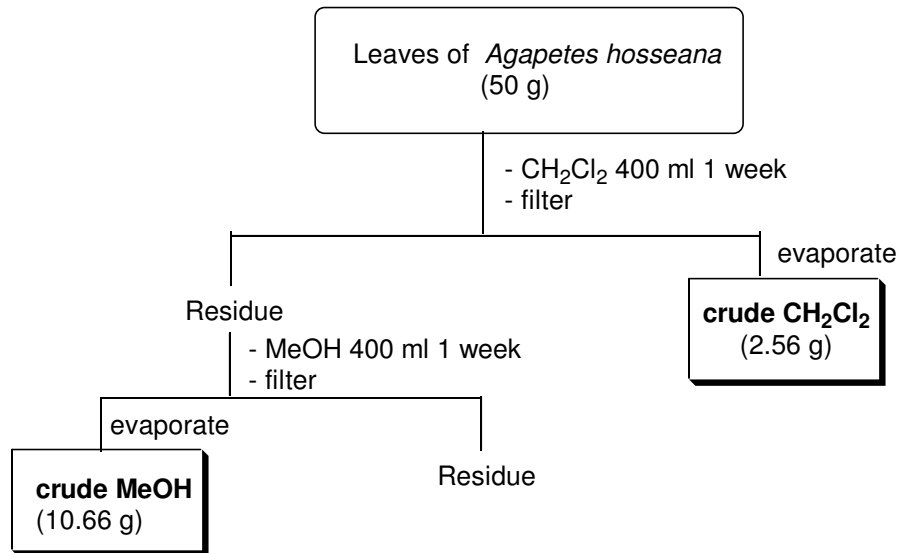 Leaves of Agapetes hosseana
(50 g)
- CH2Cl2 400 ml 1 week
- filter
evaporate
crude CH2Cl2
(2.56 g)
Residue
- MeOH 400 ml 1 week
- filter
evaporate
crude MeOH
(10.66 g)
Residue